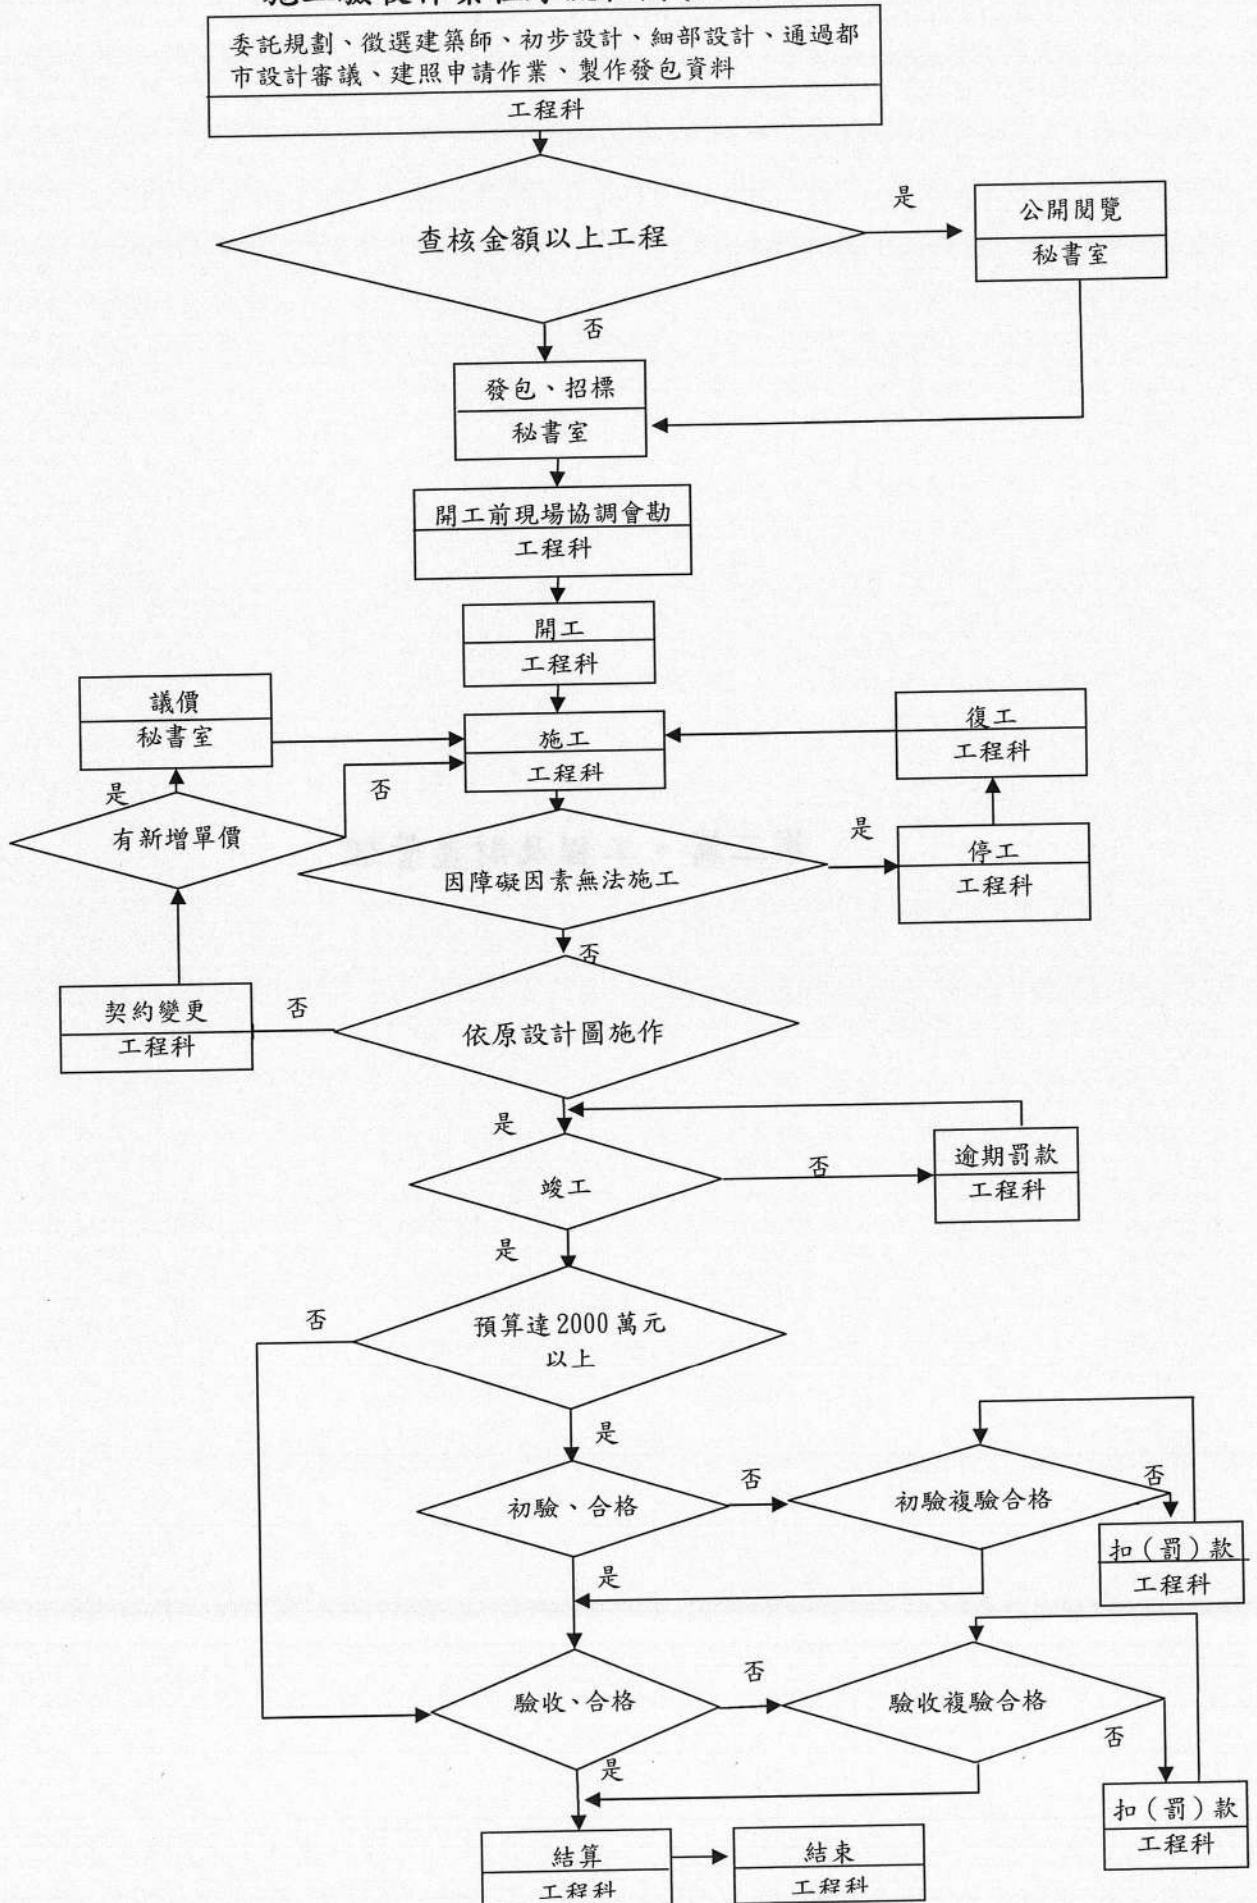 委託規劃、徵選建築師、初步設計、細部設計、通過都
市設計審議、建照申請作業、製作發包資料
工程科
查核金額以上工程
是
公開閱覽
秘書室
否
發包、招標
秘書室
開工前現場協調會勘
工程科
開工
工程科
議價
秘書室
施工
工程科
復工
工程科
是
否
有新增單價
因障礙因素無法施工
是
停工
工程科
否
契約變更
工程科
否
依原設計圖施作
是
竣工
否
逾期罰款
工程科
是
否
預算達2000萬元
以上
是
初驗、合格
否
初驗複驗合格
否
扣(罰)款
工程科
是
驗收、合格
否
驗收複驗合格
否
扣(罰)款
工程科
是
結算
工程科
結束
工程科